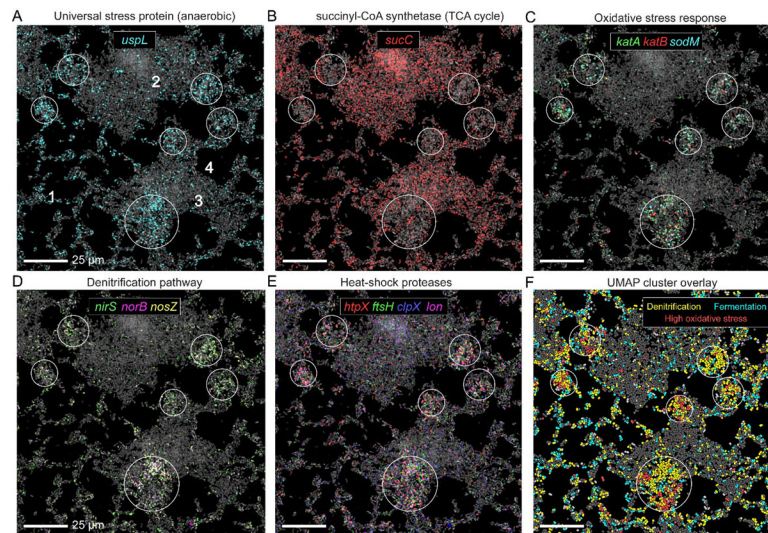 A Universal stress protein (anaerobic)
uspL
2
4
1
3
25 µm
B succinyl-CoA synthetase (TCA cycle)
sucC
C Oxidative stress response
katA katB sodM
D Denitrification pathway
nirS norB nosZ
25 µm
E Heat-shock proteases
htpX ftsH clpX lon
F UMAP cluster overlay
Denitrification Fermentation
High oxidative stress